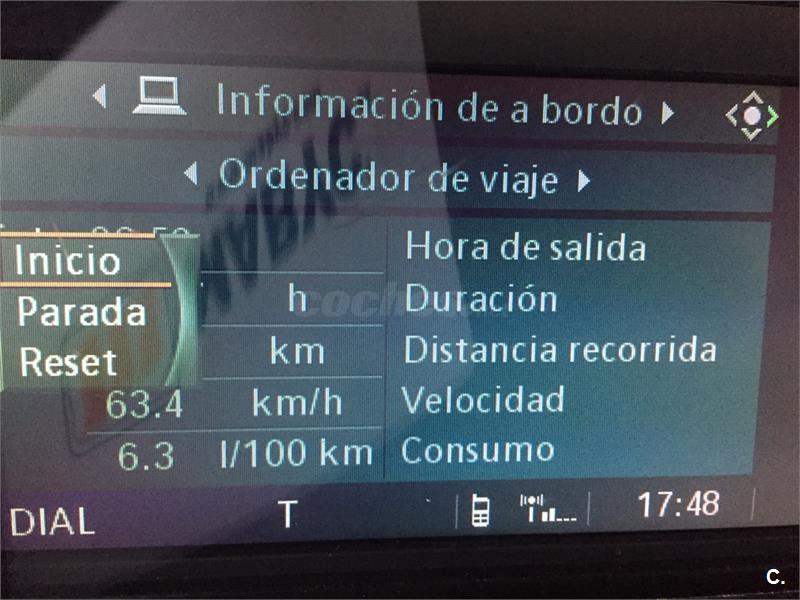 Información de a bordo
Ordenador de viaje
Inicio
Parada
Reset
Hora de salida
h Duración
km Distancia recorrida
63.4 km/h Velocidad
6.3 l/100 km Consumo
DIAL T 17:48
C.